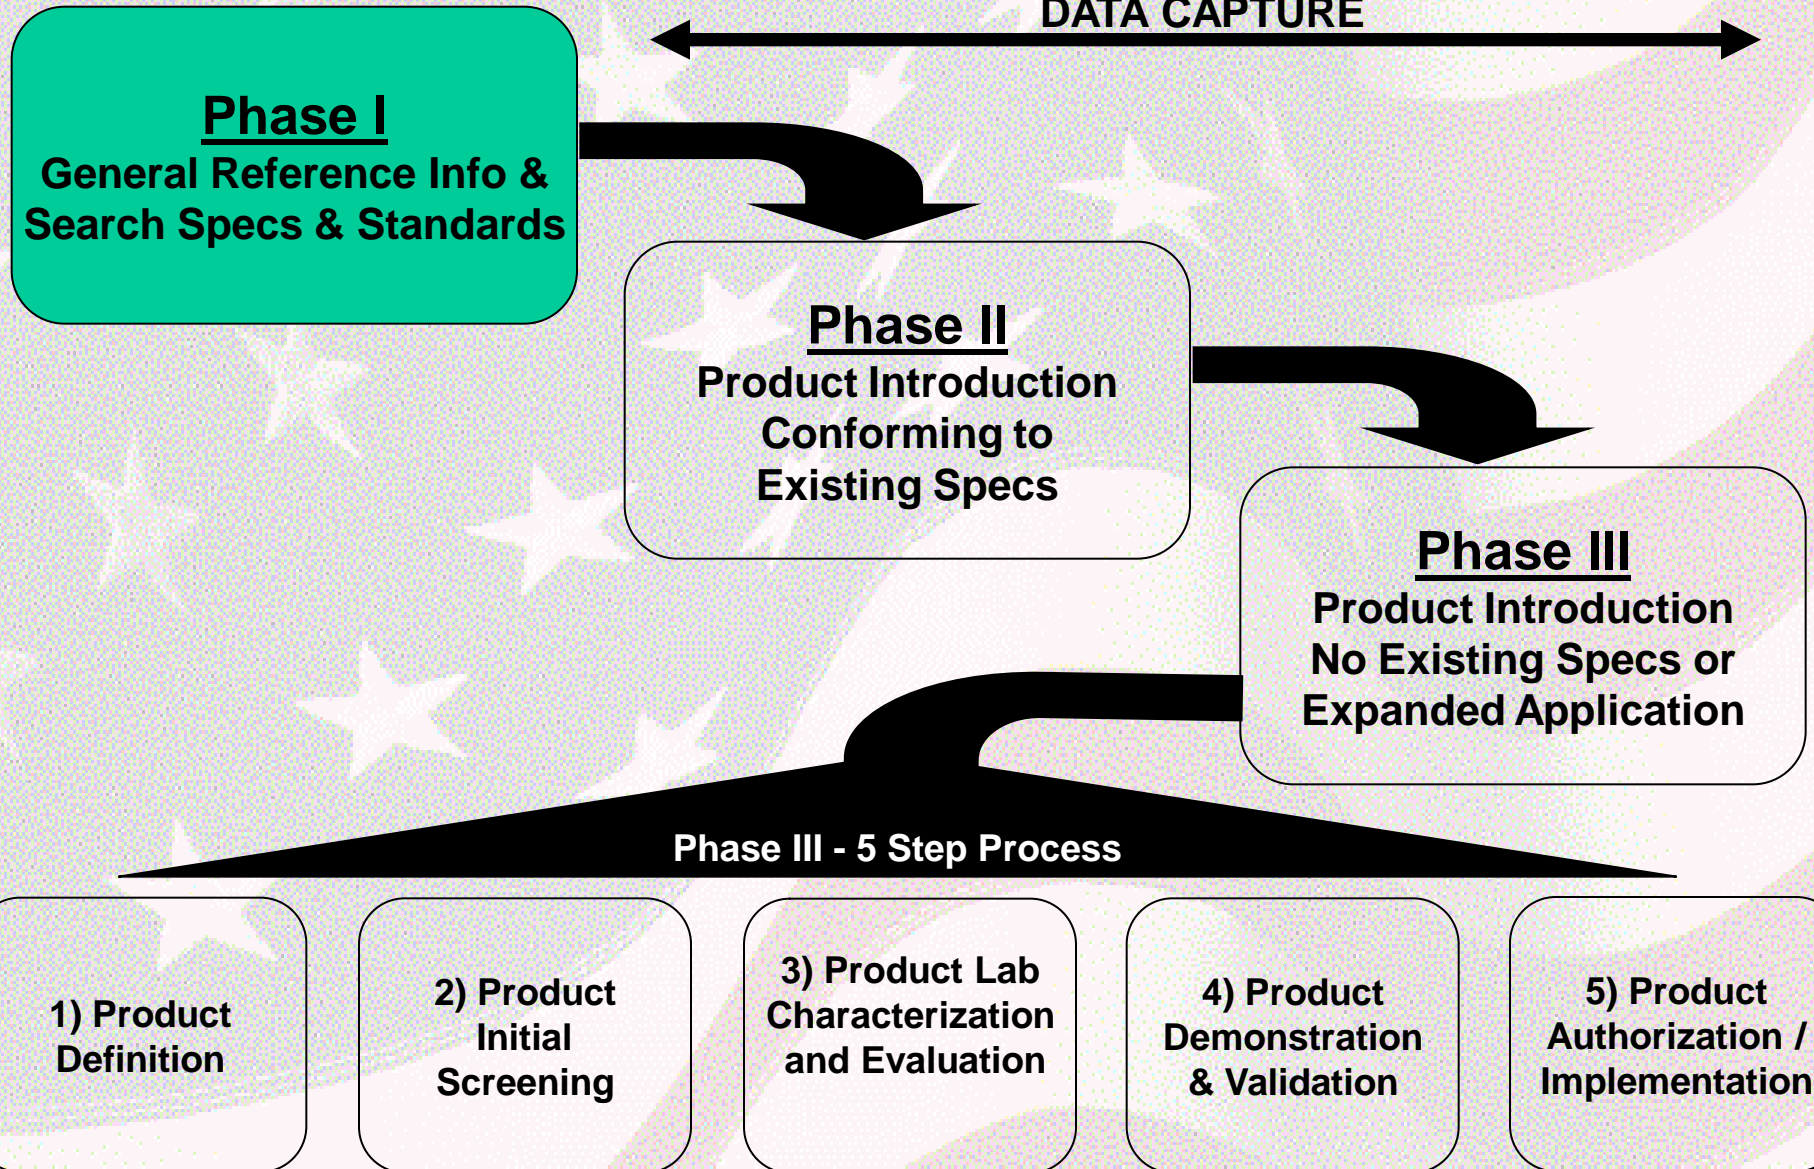 DATA CAPTURE
Phase I
General Reference Info &
Search Specs & Standards
Phase II
Product Introduction
Conforming to
Existing Specs
Phase III
Product Introduction
No Existing Specs or
Expanded Application
Phase III - 5 Step Process
1) Product
Definition
2) Product
Initial
Screening
3) Product Lab
Characterization
and Evaluation
4) Product
Demonstration
& Validation
5) Product
Authorization /
Implementation